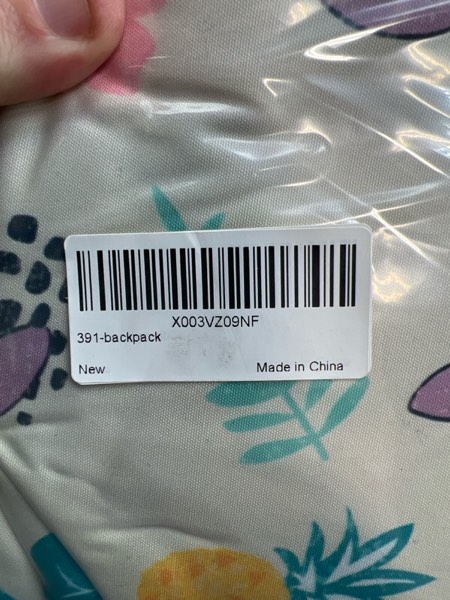 X003VZ09NF
391-backpack
New
Made in China